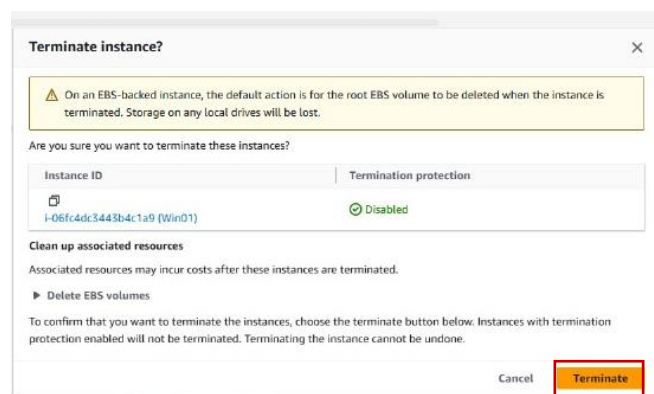 Terminate instance?
On an EBS-backed instance, the default action is for the root EBS volume to be deleted when the instance is
terminated. Storage on any local drives will be lost.
Are you sure you want to terminate these instances?
Instance ID
Termination protection
i-06fc4dc3443b4c1a9 (Win01)
Disabled
Clean up associated resources
Associated resources may incur costs after these instances are terminated.
Delete EBS volumes
To confirm that you want to terminate the instances, choose the terminate button below. Instances with termination
protection enabled will not be terminated. Terminating the instance cannot be undone.
Cancel
Terminate